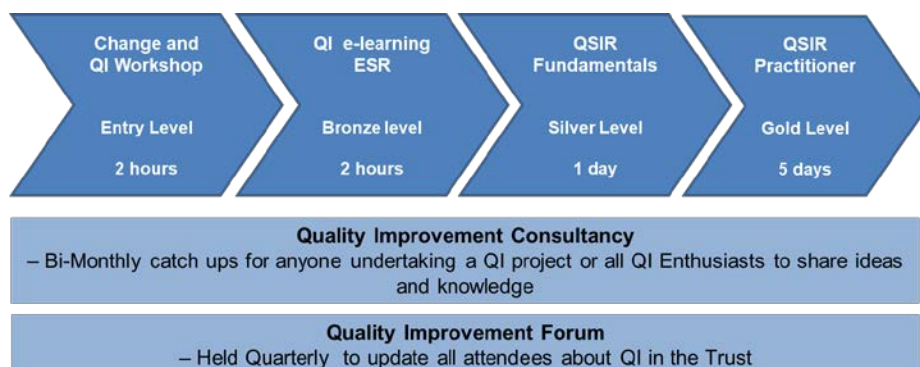 Change and
QI Workshop
Entry Level
2 hours
QI e-learning
ESR
Bronze level
2 hours
QSIR
Fundamentals
Silver Level
1 day
QSIR
Practitioner
Gold Level
5 days
Quality Improvement Consultancy
– Bi-Monthly catch ups for anyone undertaking a QI project or all QI Enthusiasts to share ideas
and knowledge
Quality Improvement Forum
– Held Quarterly to update all attendees about QI in the Trust